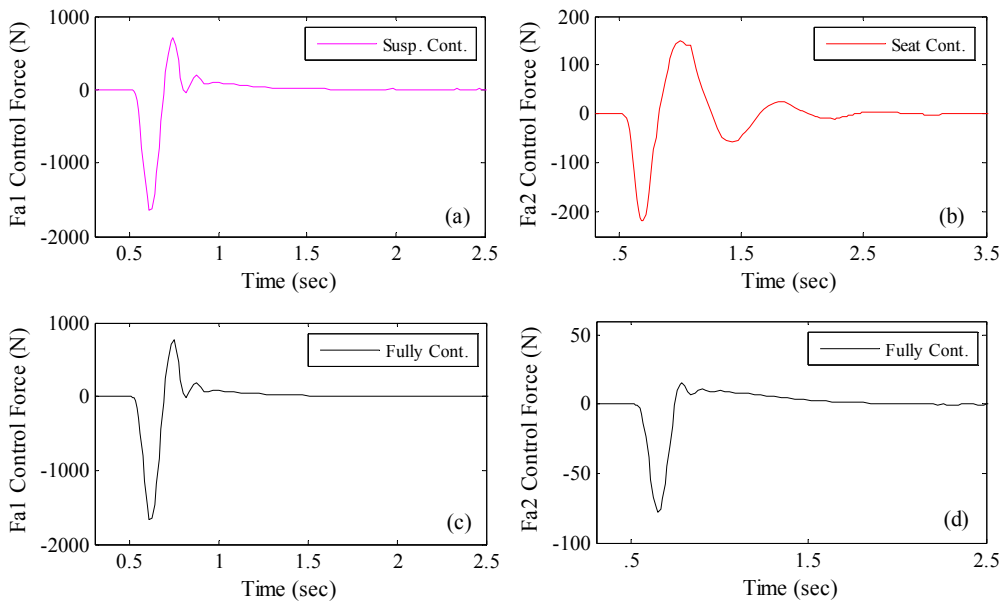 1000
0
-1000
-2000
Fa1 Control Force (N)
Susp. Cont.
(a)
0.5 1 1.5 2 2.5
Time (sec)
200
100
0
-100
-200
Fa2 Control Force (N)
Seat Cont.
(b)
.5 1.5 2.5 3.5
Time (sec)
1000
0
-1000
-2000
Fa1 Control Force (N)
Fully Cont.
(c)
0.5 1 1.5 2 2.5
Time (sec)
50
0
-50
-100
Fa2 Control Force (N)
Fully Cont.
(d)
.5 1.5 2.5
Time (sec)